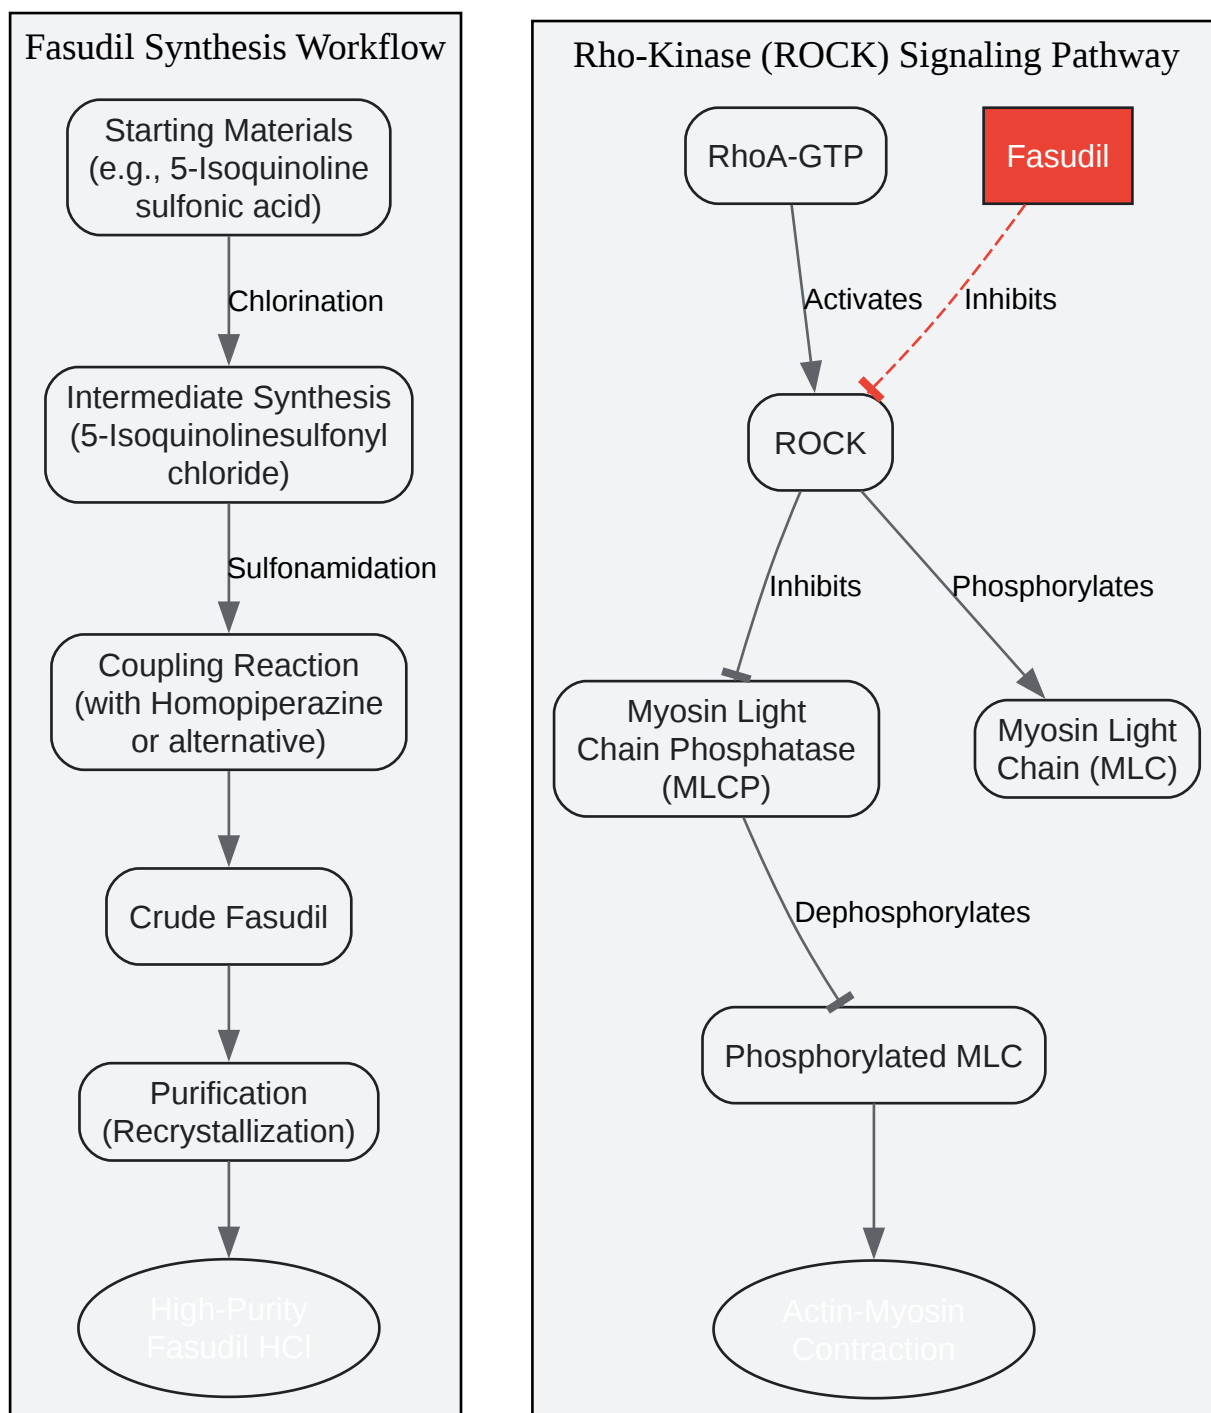 Fasudil Synthesis Workflow
Starting Materials
(e.g., 5-Isoquinoline
sulfonic acid)
Chlorination
Intermediate Synthesis
(5-Isoquinolinesulfonyl
chloride)
Sulfonamidation
Coupling Reaction
(with Homopiperazine
or alternative)
Crude Fasudil
Purification
(Recrystallization)
High-Purity
Fasudil HCl
Rho-Kinase (ROCK) Signaling Pathway
RhoA-GTP
Fasudil
Activates
Inhibits
ROCK
Inhibits
Phosphorylates
Myosin Light
Chain Phosphatase
(MLCP)
Myosin Light
Chain (MLC)
Dephosphorylates
Phosphorylated MLC
Actin-Myosin
Contraction